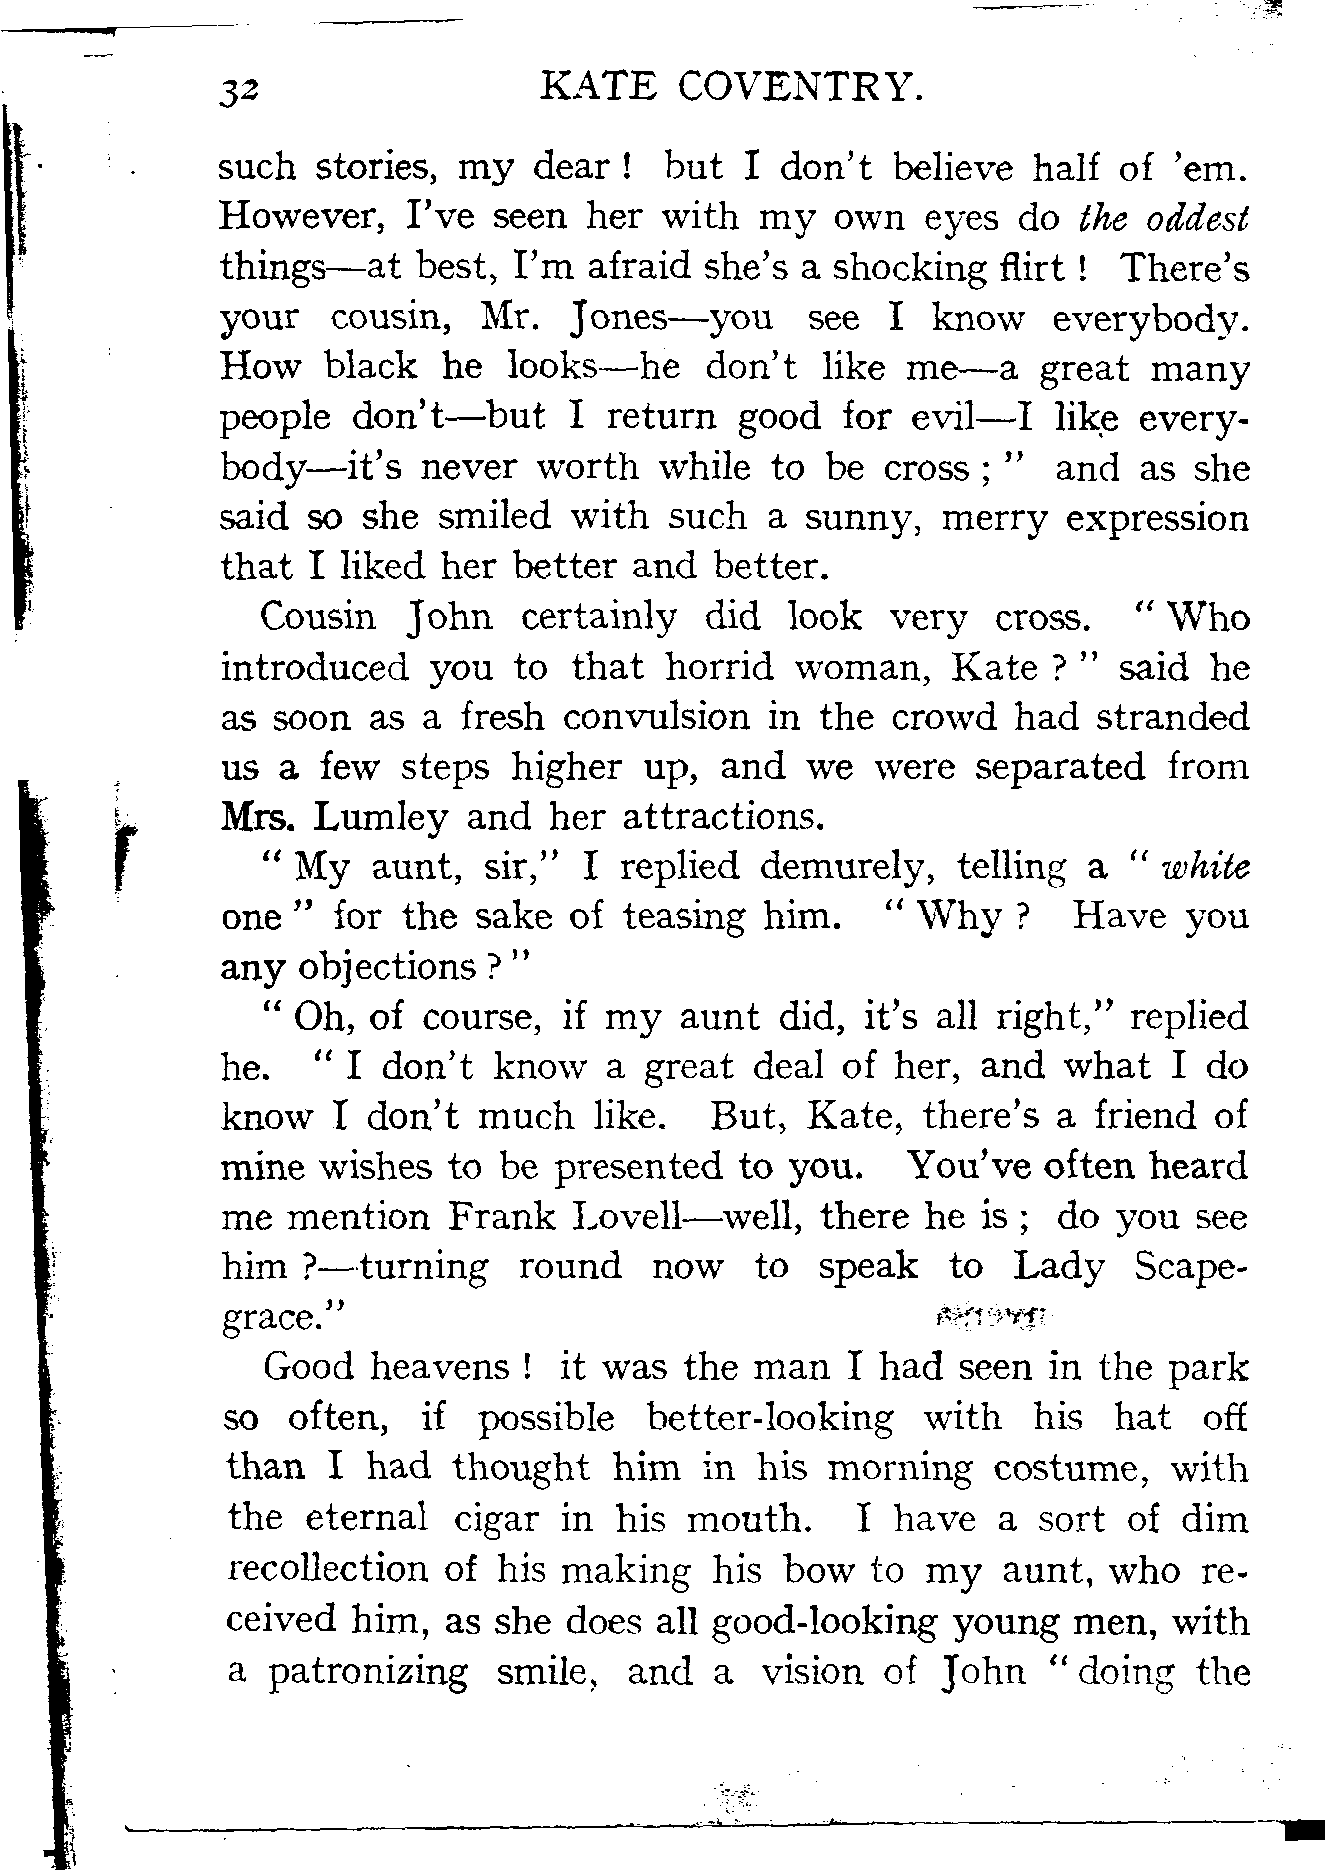 32 KATE COVENTRY.
such stories, my dear ! but I don't believe half of 'em.
However, I've seen her with my own eyes do the oddest
things—at best, I'm afraid she's a shocking flirt ! There's
your cousin, Mr. Jones—you see I know everybody.
How black he looks—he don't like me—a great many
people don't—but I return good for evil—I like every-
body—it's never worth while to be cross ; " and as she
said so she smiled with such a sunny, merry expression
that I liked her better and better.
Cousin John certainly did look very cross. " Who
introduced you to that horrid woman, Kate ? " said he
as soon as a fresh convulsion in the crowd had stranded
us a few steps higher up, and we were separated from
Mrs. Lumley and her attractions.
" My aunt, sir," I replied demurely, telling a " white
one " for the sake of teasing him. " Why ? Have you
any objections ? "
" Oh, of course, if my aunt did, it's all right," replied
he. " I don't know a great deal of her, and what I do
know I don't much like. But, Kate, there's a friend of
mine wishes to be presented to you. You've often heard
me mention Frank Lovell—well, there he is ; do you see
him ?—turning round now to speak to Lady Scape-
grace."
Good heavens ! it was the man I had seen in the park
so often, if possible better-looking with his hat off
than I had thought him in his morning costume, with
the eternal cigar in his mouth. I have a sort of dim
recollection of his making his bow to my aunt, who re-
ceived him, as she does all good-looking young men, with
a patronizing smile, and a vision of John " doing the